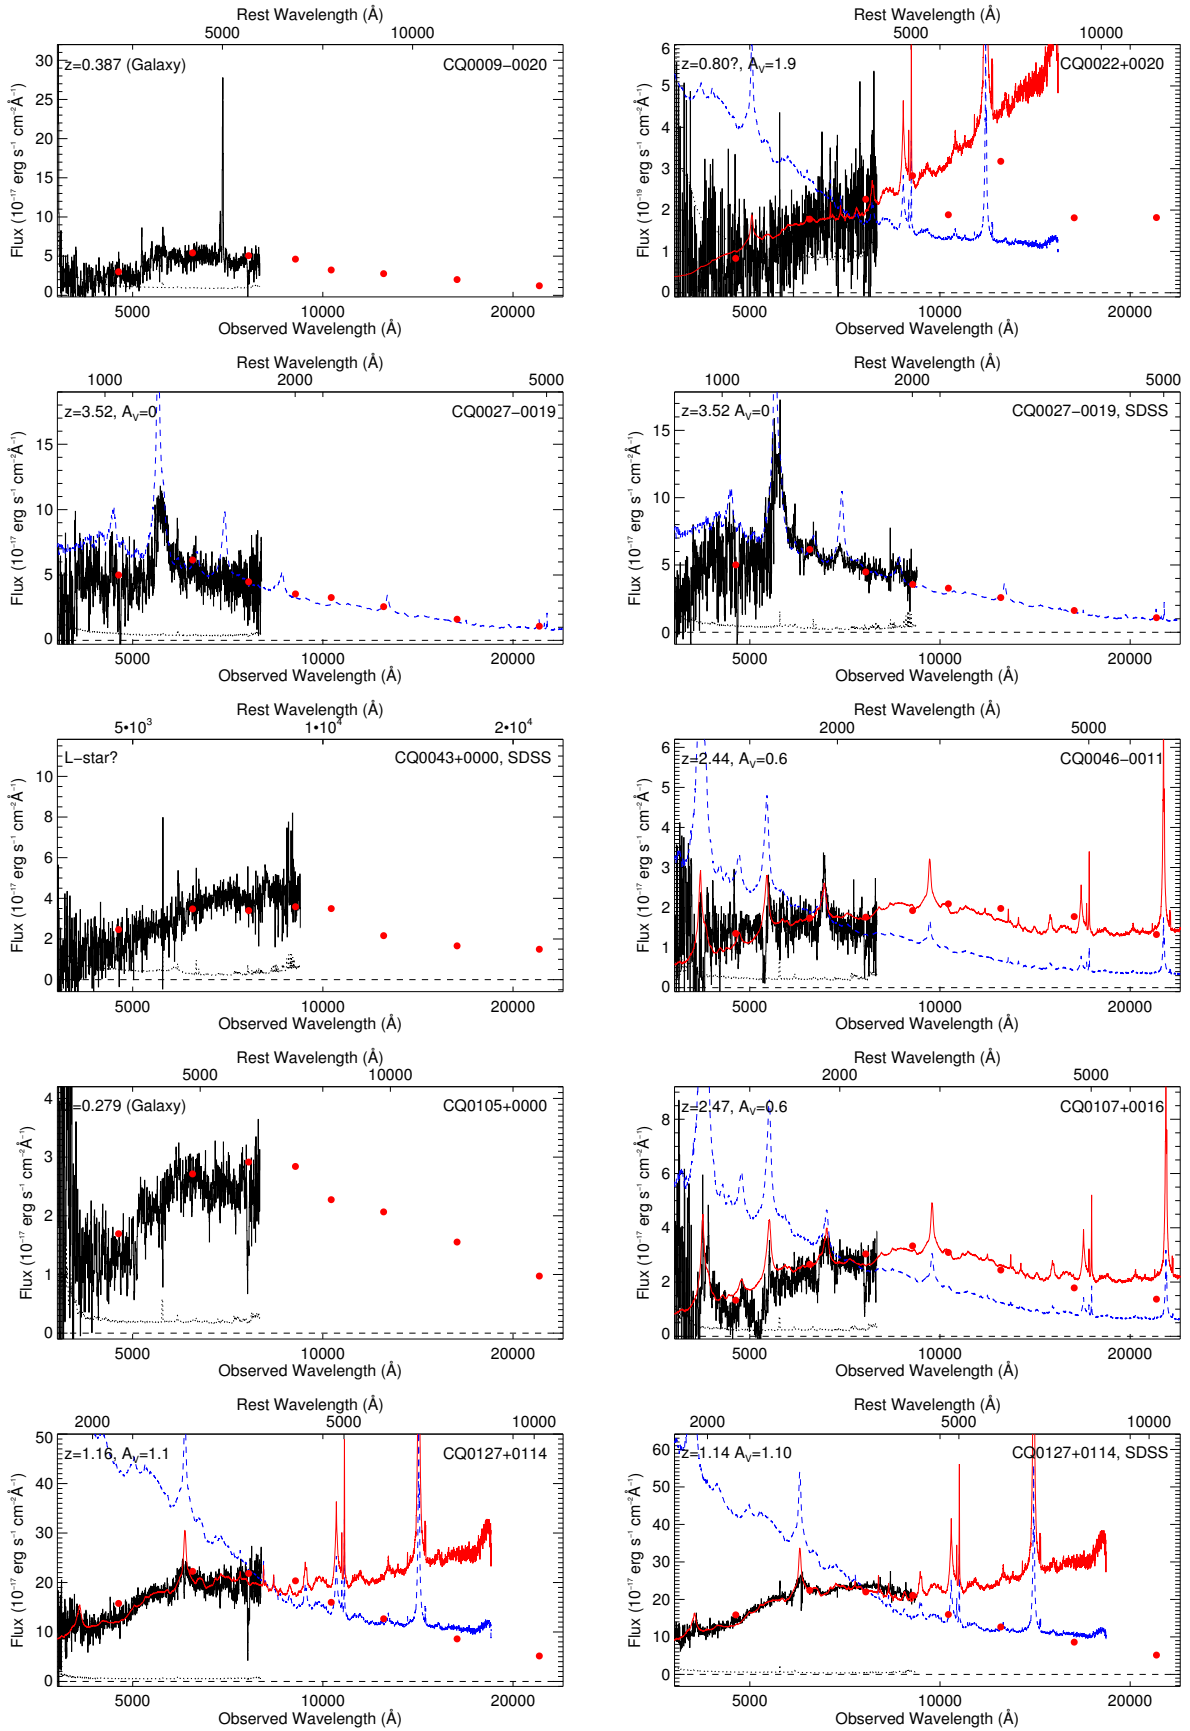 Rest Wavelength (Å)
5000 10000
z=0.387 (Galaxy) CQ0009−0020
Flux (10⁻¹⁷ erg s⁻¹ cm⁻²Å⁻¹)
30
25
20
15
10
5
0
5000 10000 20000
Observed Wavelength (Å)
Rest Wavelength (Å)
5000 10000
z=0.80?, A_V=1.9 CQ0022+0020
Flux (10⁻¹⁹ erg s⁻¹ cm⁻²Å⁻¹)
6
5
4
3
2
1
0
5000 10000 20000
Observed Wavelength (Å)
Rest Wavelength (Å)
1000 2000 5000
z=3.52, A_V=0 CQ0027−0019
Flux (10⁻¹⁷ erg s⁻¹ cm⁻²Å⁻¹)
15
10
5
0
5000 10000 20000
Observed Wavelength (Å)
Rest Wavelength (Å)
1000 2000 5000
z=3.52 A_V=0 CQ0027−0019, SDSS
Flux (10⁻¹⁷ erg s⁻¹ cm⁻²Å⁻¹)
15
10
5
0
5000 10000 20000
Observed Wavelength (Å)
Rest Wavelength (Å)
5•10³ 1•10⁴ 2•10⁴
L−star? CQ0043+0000, SDSS
Flux (10⁻¹⁷ erg s⁻¹ cm⁻²Å⁻¹)
10
8
6
4
2
0
5000 10000 20000
Observed Wavelength (Å)
Rest Wavelength (Å)
2000 5000
z=2.44, A_V=0.6 CQ0046−0011
Flux (10⁻¹⁷ erg s⁻¹ cm⁻²Å⁻¹)
6
5
4
3
2
1
0
5000 10000 20000
Observed Wavelength (Å)
Rest Wavelength (Å)
5000 10000
=0.279 (Galaxy) CQ0105+0000
Flux (10⁻¹⁷ erg s⁻¹ cm⁻²Å⁻¹)
4
3
2
1
0
5000 10000 20000
Observed Wavelength (Å)
Rest Wavelength (Å)
2000 5000
z=2.47, A_V=0.6 CQ0107+0016
Flux (10⁻¹⁷ erg s⁻¹ cm⁻²Å⁻¹)
8
6
4
2
0
5000 10000 20000
Observed Wavelength (Å)
Rest Wavelength (Å)
2000 5000 10000
z=1.16, A_V=1.1 CQ0127+0114
Flux (10⁻¹⁷ erg s⁻¹ cm⁻²Å⁻¹)
50
40
30
20
10
0
5000 10000 20000
Observed Wavelength (Å)
Rest Wavelength (Å)
2000 5000 10000
z=1.14 A_V=1.10 CQ0127+0114, SDSS
Flux (10⁻¹⁷ erg s⁻¹ cm⁻²Å⁻¹)
60
50
40
30
20
10
0
5000 10000 20000
Observed Wavelength (Å)